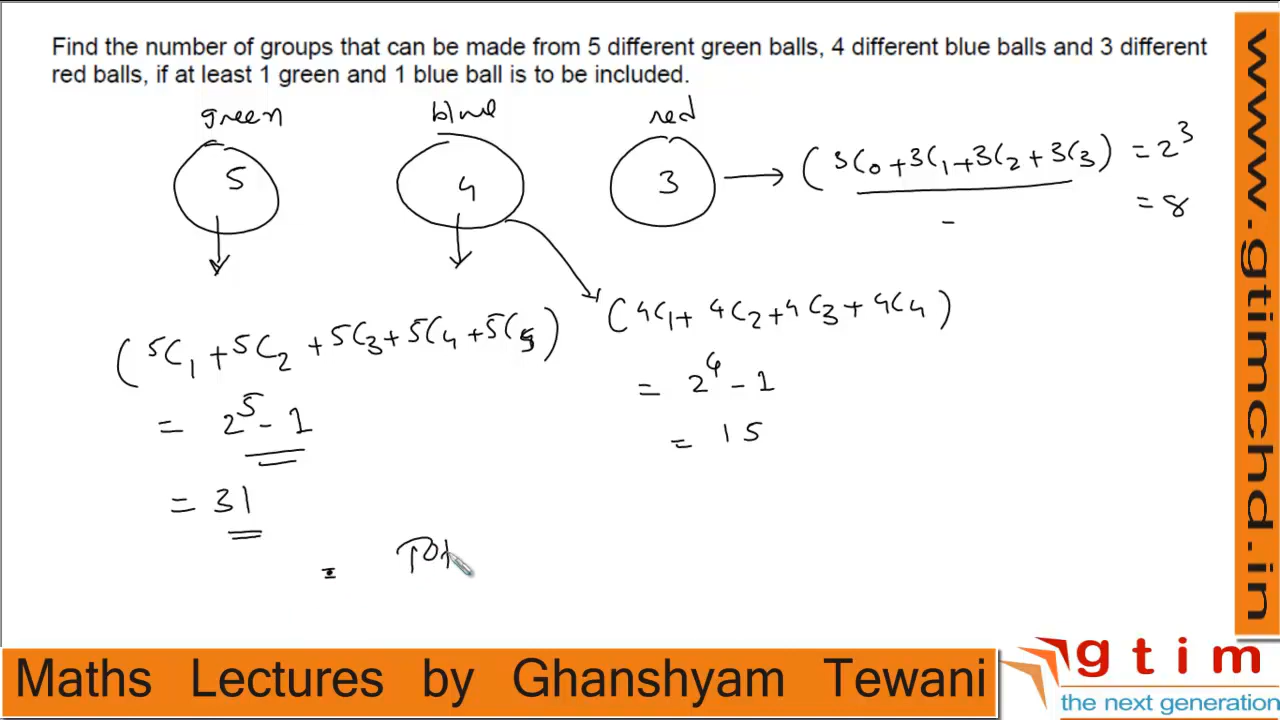 Find the number of groups that can be made from 5 different green balls, 4 different blue balls and 3 different
red balls, if at least 1 green and 1 blue ball is to be included.
green blue red
5 4 3 (3C0+3C1+3C2+3C3) = 2^3
= 8
(5C1+5C2+5C3+5C4+5C5) (4C1+4C2+4C3+4C4)
= 2^5-1 = 2^4-1
= 31 = 15
= Tot
www.gtimchd.in
Maths Lectures by Ghanshyam Tewani
gtim
the next generation